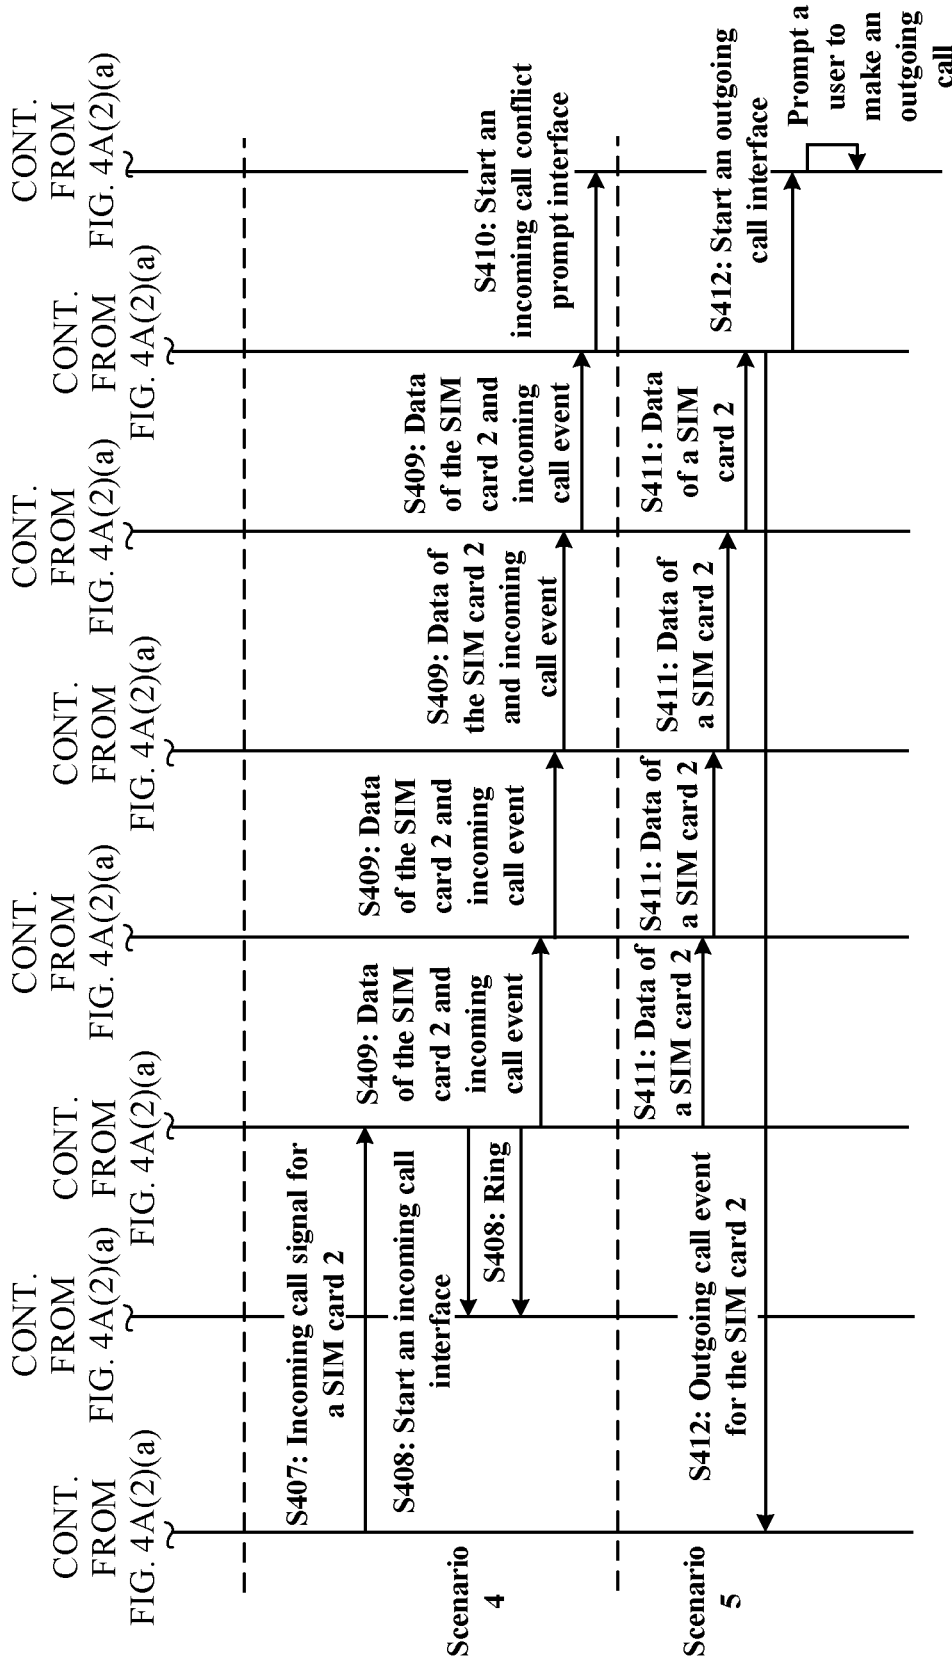 CONT.
FROM
FIG. 4A(2)(a)
CONT.
FROM
FIG. 4A(2)(a)
CONT.
FROM
FIG. 4A(2)(a)
CONT.
FROM
FIG. 4A(2)(a)
CONT.
FROM
FIG. 4A(2)(a)
CONT.
FROM
FIG. 4A(2)(a)
CONT.
FROM
FIG. 4A(2)(a)
CONT.
FROM
FIG. 4A(2)(a)
Scenario
4
S407: Incoming call signal for
a SIM card 2
S408: Start an incoming call
interface
S408: Ring
S409: Data
of the SIM
card 2 and
incoming
call event
S409: Data
of the SIM
card 2 and
incoming
call event
S409: Data of
the SIM card 2
and incoming
call event
S409: Data
of the SIM
card 2 and
incoming
call event
S410: Start an
incoming call conflict
prompt interface
Scenario
5
S411: Data of
a SIM card 2
S411: Data of
a SIM card 2
S411: Data of
a SIM card 2
S411: Data
of a SIM
card 2
S412: Outgoing call event
for the SIM card 2
S412: Start an outgoing
call interface
Prompt a
user to
make an
outgoing
call